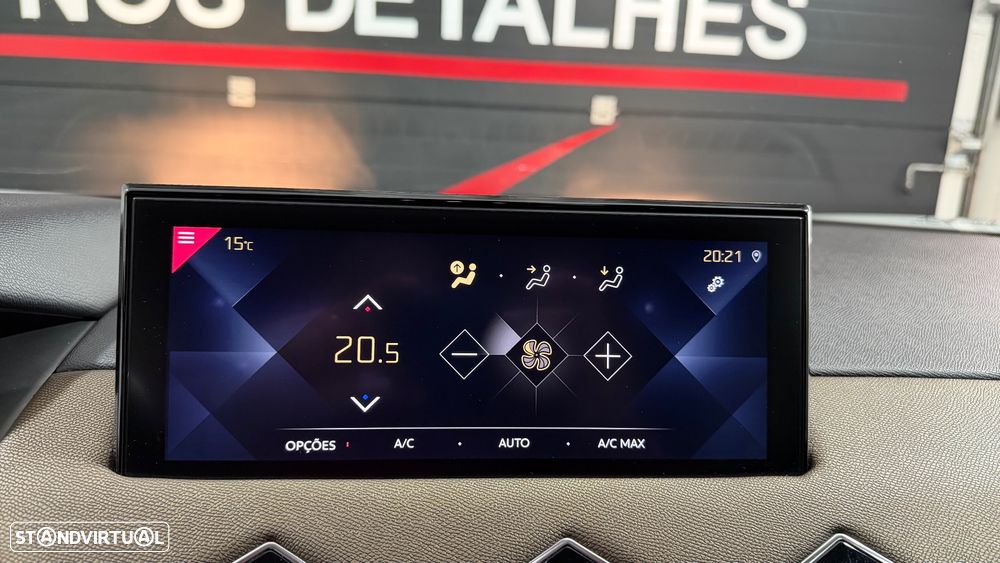 NOS DETALHES
15°C
20:21
20.5
OPÇÕES A/C AUTO A/C MAX
STANDVIRTUAL